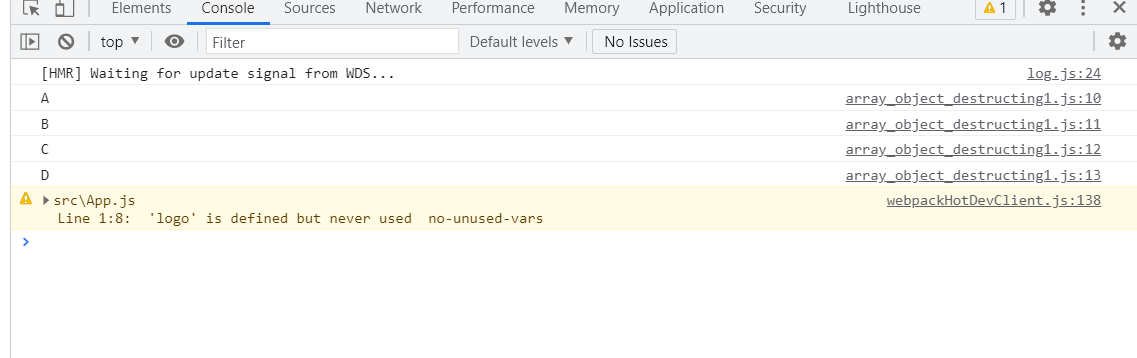 Elements Console Sources Network Performance Memory Application Security Lighthouse 1
top Filter Default levels No Issues
[HMR] Waiting for update signal from WDS... log.js:24
A array_object_destructing1.js:10
B array_object_destructing1.js:11
C array_object_destructing1.js:12
D array_object_destructing1.js:13
src\App.js webpackHotDevClient.js:138
Line 1:8: 'logo' is defined but never used no-unused-vars